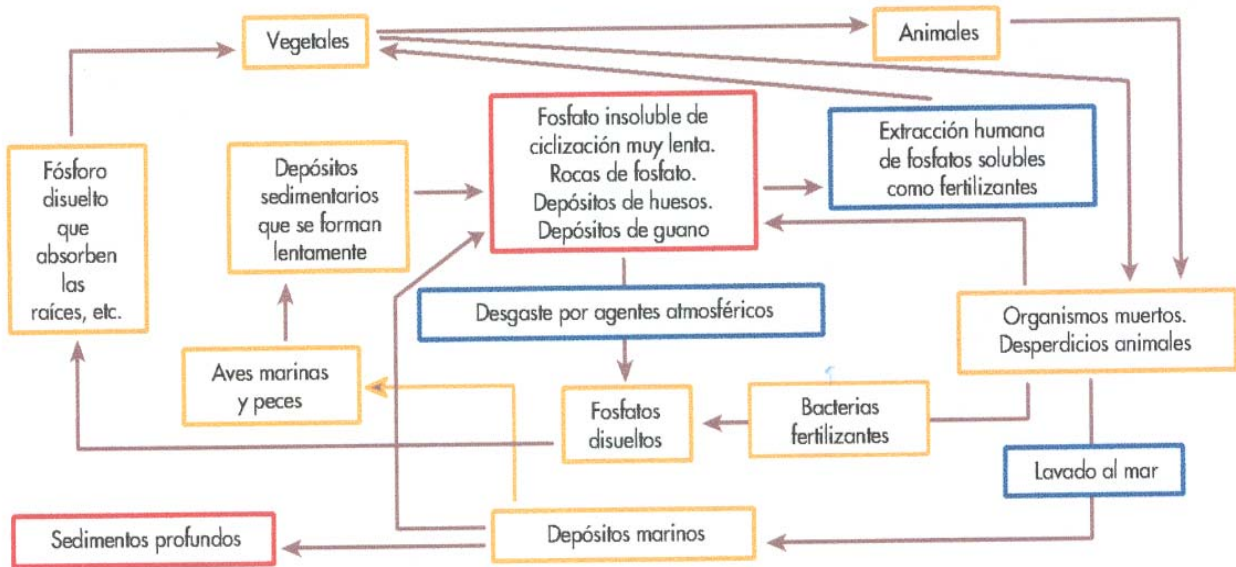 Vegetales
Animales
Fósforo
disuelto
que
absorben
las
raíces, etc.
Depósitos
sedimentarios
que se forman
lentamente
Fosfato insoluble de
ciclización muy lenta.
Rocas de fosfato.
Depósitos de huesos.
Depósitos de guano
Extracción humana
de fosfatos solubles
como fertilizantes
Desgaste por agentes atmosféricos
Organismos muertos.
Desperdicios animales
Aves marinas
y peces
Fosfatos
disueltos
Bacterias
fertilizantes
Lavado al mar
Sedimentos profundos
Depósitos marinos